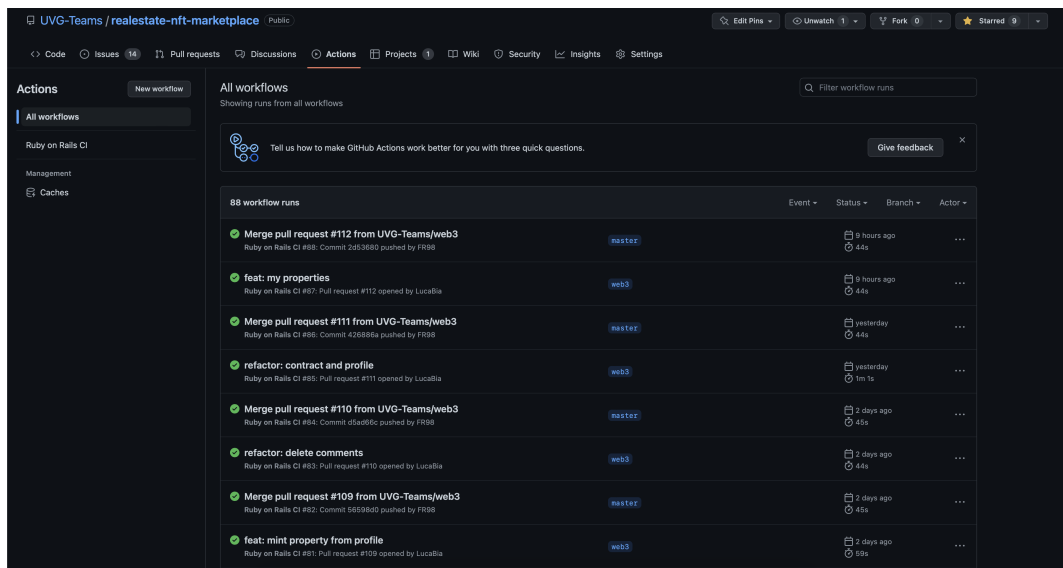 UVG-Teams / realestate-nft-marketplace Public
Edit Pins Unwatch 1 Fork 0 Starred 9
Code Issues 14 Pull requests Discussions Actions Projects 1 Wiki Security Insights Settings
Actions
New workflow
All workflows
Ruby on Rails CI
Management
Caches
All workflows
Showing runs from all workflows
Filter workflow runs
Tell us how to make GitHub Actions work better for you with three quick questions.
Give feedback
88 workflow runs
Event Status Branch Actor
Merge pull request #112 from UVG-Teams/web3
Ruby on Rails CI #88: Commit 2d53680 pushed by FR98
master
9 hours ago
44s
feat: my properties
Ruby on Rails CI #87: Pull request #112 opened by LucaBia
web3
9 hours ago
44s
Merge pull request #111 from UVG-Teams/web3
Ruby on Rails CI #86: Commit 426886a pushed by FR98
master
yesterday
44s
refactor: contract and profile
Ruby on Rails CI #85: Pull request #111 opened by LucaBia
web3
yesterday
1m 1s
Merge pull request #110 from UVG-Teams/web3
Ruby on Rails CI #84: Commit d5ad66c pushed by FR98
master
2 days ago
45s
refactor: delete comments
Ruby on Rails CI #83: Pull request #110 opened by LucaBia
web3
2 days ago
44s
Merge pull request #109 from UVG-Teams/web3
Ruby on Rails CI #82: Commit 56598d0 pushed by FR98
master
2 days ago
45s
feat: mint property from profile
Ruby on Rails CI #81: Pull request #109 opened by LucaBia
web3
2 days ago
59s